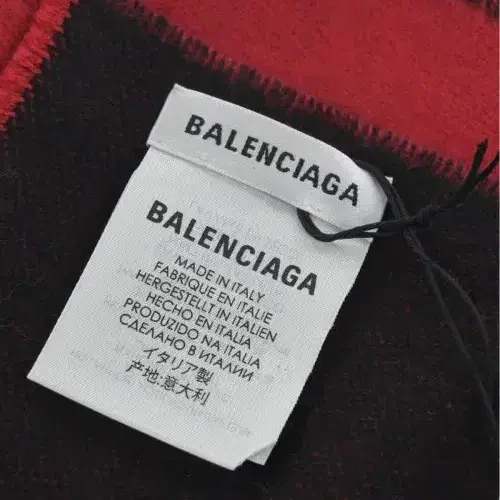 BALENCIAGA
BALENCIAGA
MADE IN ITALY
FABRIQUE EN ITALIE
HERGESTELLT IN ITALIEN
HECHO EN ITALIA
PRODUZIDO NA ITALIA
СДЕЛАНО В ИТАЛИИ
イタリア製
产地:意大利